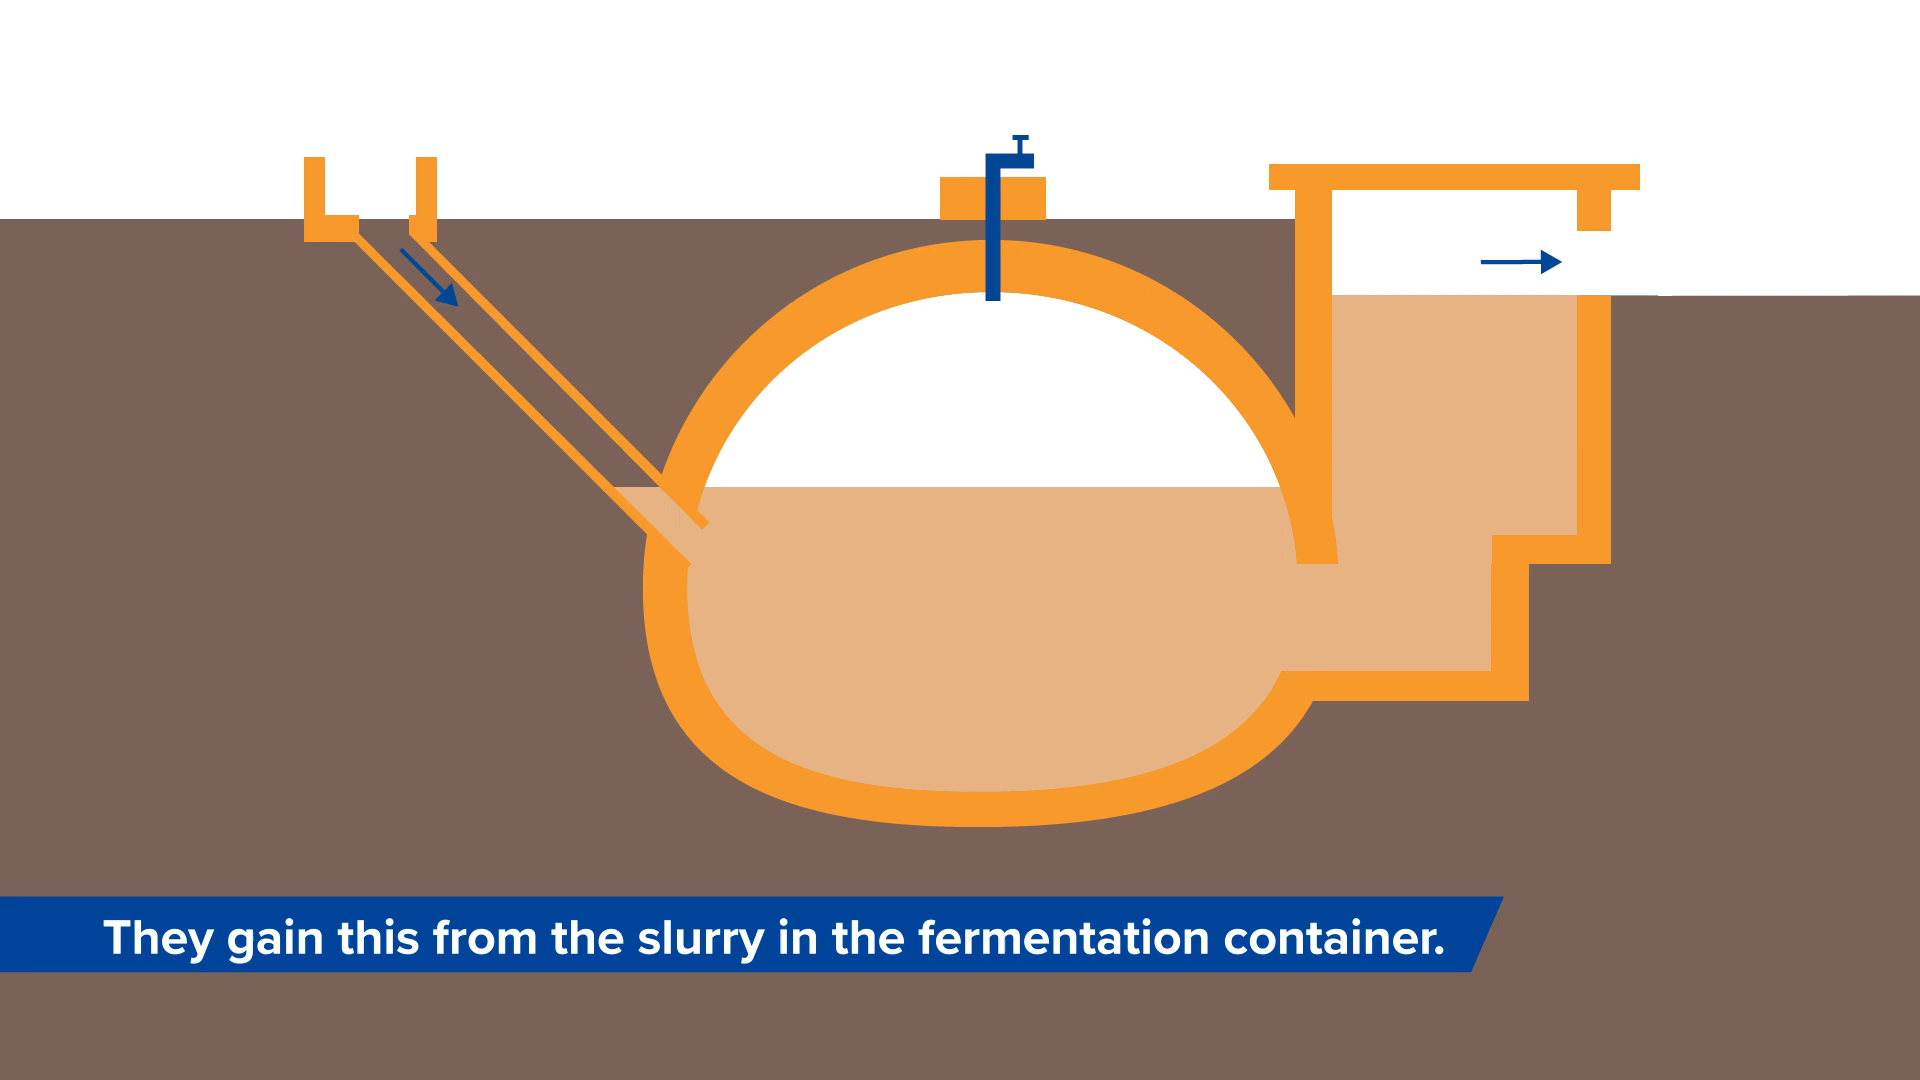 They gain this from the slurry in the fermentation container.